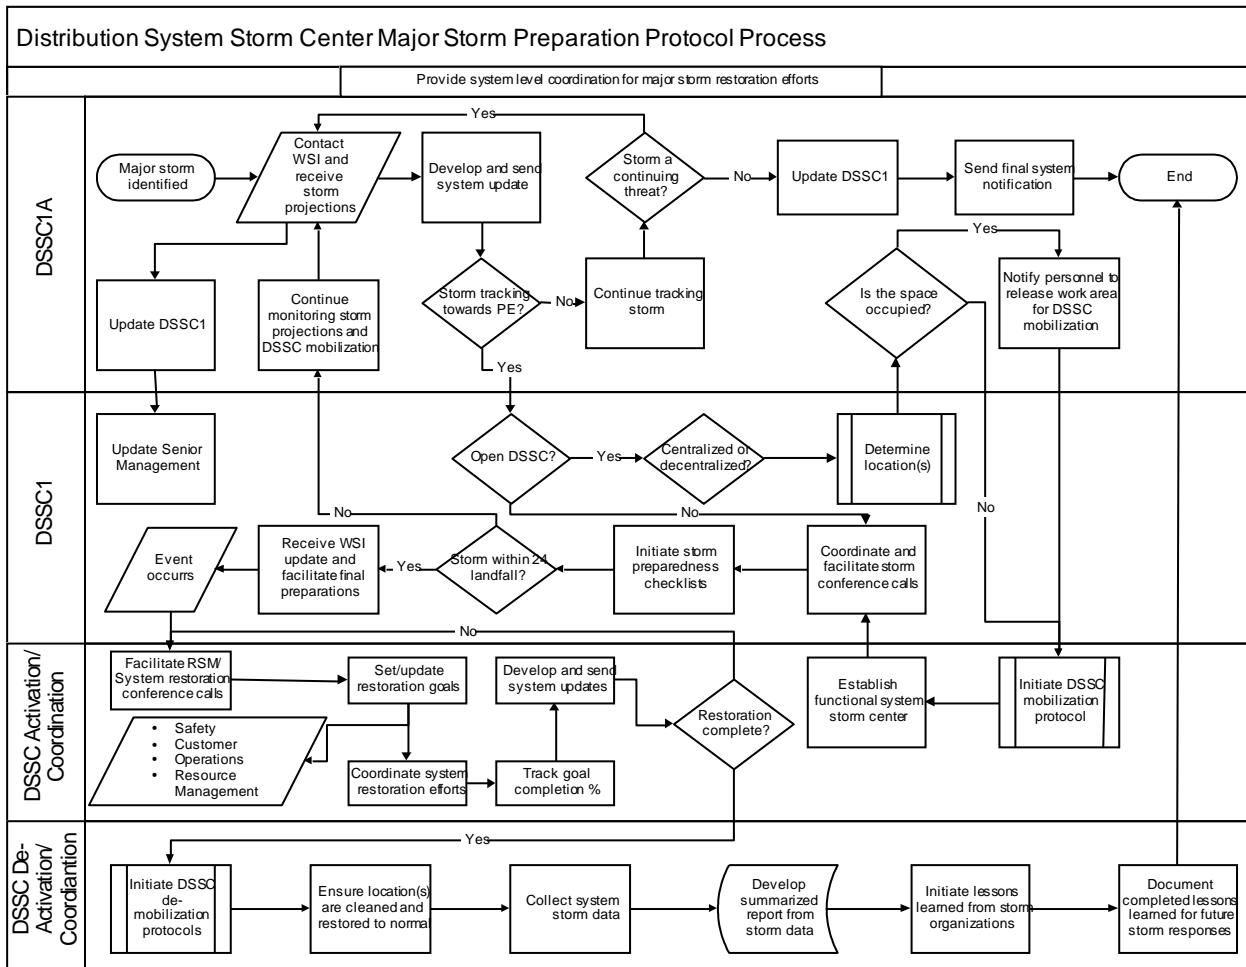 Distribution System Storm Center Major Storm Preparation Protocol Process
Provide system level coordination for major storm restoration efforts
DSSC1A
Major storm
identified
Contact
WSI and
receive
storm
projections
Yes
Develop and send
system update
Storm a
continuing
threat?
No
Update DSSC1
Send final system
notification
End
Update DSSC1
Continue
monitoring storm
projections and
DSSC mobilization
Storm tracking
towards PE?
No
Continue tracking
storm
Is the space
occupied?
Yes
Notify personnel to
release work area
for DSSC
mobilization
Yes
DSSC1
Update Senior
Management
Open DSSC?
Yes
Centralized or
decentralized?
Determine
location(s)
No
No
No
Event
occurrs
Receive WSI
update and
facilitate final
preparations
Yes
Storm within 24
landfall?
Initiate storm
preparedness
checklists
Coordinate and
facilitate storm
conference calls
No
DSSC Activation/
Coordination
Facilitate RSM/
System restoration
conference calls
Set/update
restoration goals
Develop and send
system updates
Restoration
complete?
Establish
functional system
storm center
Initiate DSSC
mobilization
protocol
• Safety
• Customer
• Operations
• Resource
Management
Coordinate system
restoration efforts
Track goal
completion %
Yes
DSSC De-
Activation/
Coordiantion
Initiate DSSC
de-
mobilization
protocols
Ensure location(s)
are cleaned and
restored to normal
Collect system
storm data
Develop
summarized
report from
storm data
Initiate lessons
learned from storm
organizations
Document
completed lessons
learned for future
storm responses